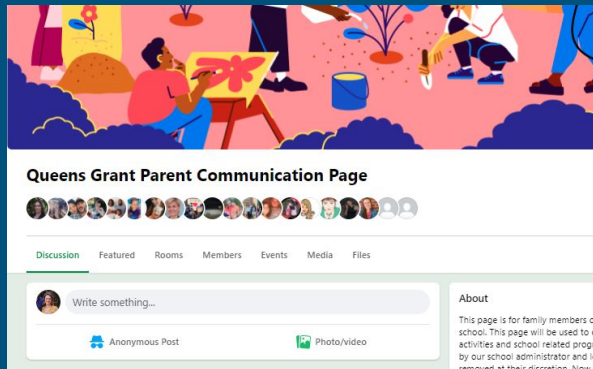 Queens Grant Parent Communication Page
Discussion Featured Rooms Members Events Media Files
Write something...
Anonymous Post Photo/video
About
This page is for family members o
school. This page will be used to
activities and school related prog
by our school administrator and l
removed at their discretion. Now